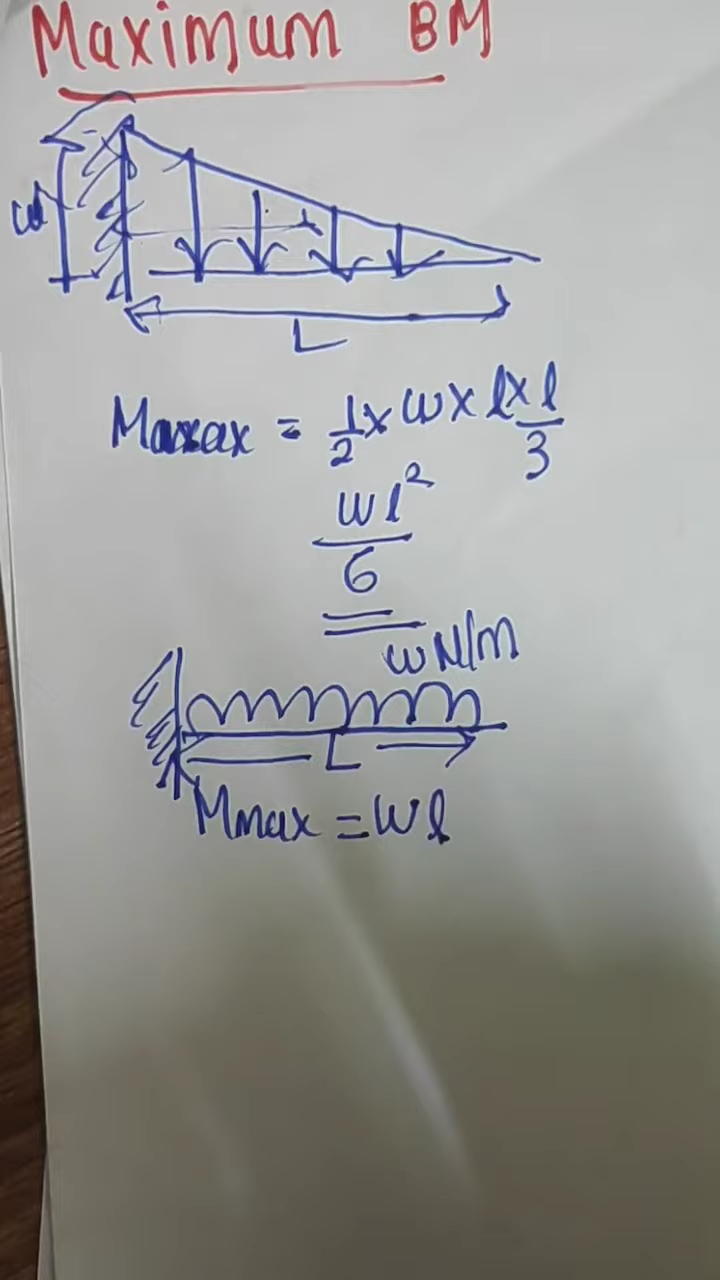 Maximum BM
w
L
Mmax = 1/2 x w x l x l/3
wl²/6
w N/m
L
Mmax = wl